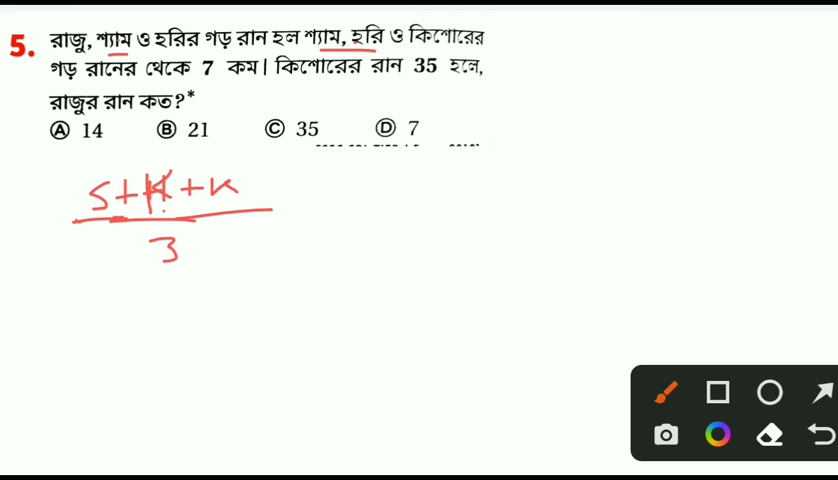 5. রাজু, শ্যাম ও হরির গড় রান হল শ্যাম, হরি ও কিশোরের
গড় রানের থেকে 7 কম। কিশোরের রান 35 হলে,
রাজুর রান কত?*
Ⓐ 14 Ⓑ 21 Ⓒ 35 Ⓓ 7
S+H+K
3